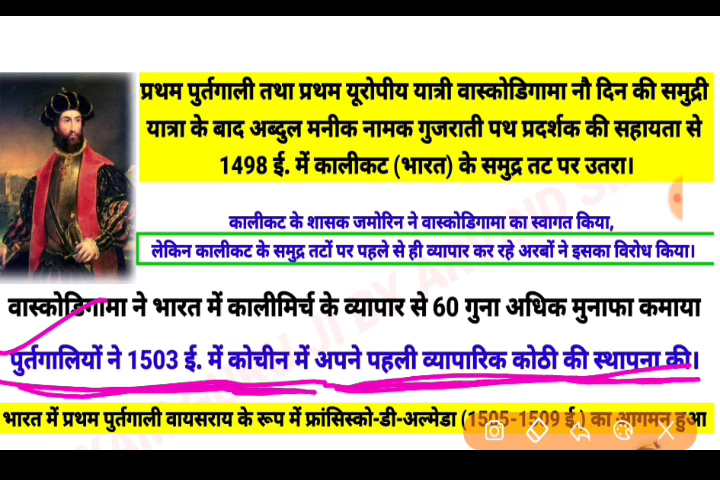 प्रथम पुर्तगाली तथा प्रथम यूरोपीय यात्री वास्कोडिगामा नौ दिन की समुद्री
यात्रा के बाद अब्दुल मनीक नामक गुजराती पथ प्रदर्शक की सहायता से
1498 ई. में कालीकट (भारत) के समुद्र तट पर उतरा।
कालीकट के शासक जमोरिन ने वास्कोडिगामा का स्वागत किया,
लेकिन कालीकट के समुद्र तटों पर पहले से ही व्यापार कर रहे अरबों ने इसका विरोध किया।
वास्कोडिगामा ने भारत में कालीमिर्च के व्यापार से 60 गुना अधिक मुनाफा कमाया
पुर्तगालियों ने 1503 ई. में कोचीन में अपने पहली व्यापारिक कोठी की स्थापना की।
भारत में प्रथम पुर्तगाली वायसराय के रूप में फ्रांसिस्को-डी-अल्मेडा (1505-1509 ई.) का आगमन हुआ